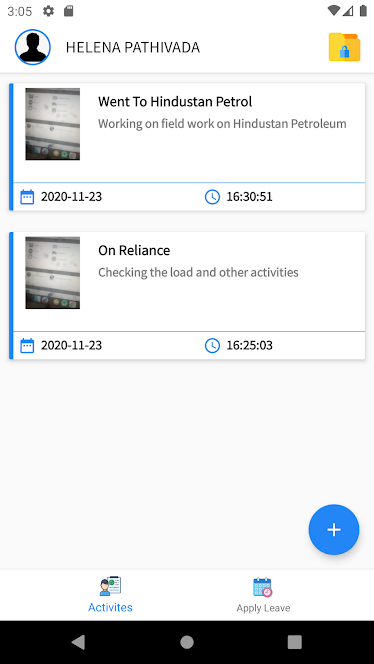 3:05
HELENA PATHIVADA
Went To Hindustan Petrol
Working on field work on Hindustan Petroleum
2020-11-23 16:30:51
On Reliance
Checking the load and other activities
2020-11-23 16:25:03
Activites Apply Leave